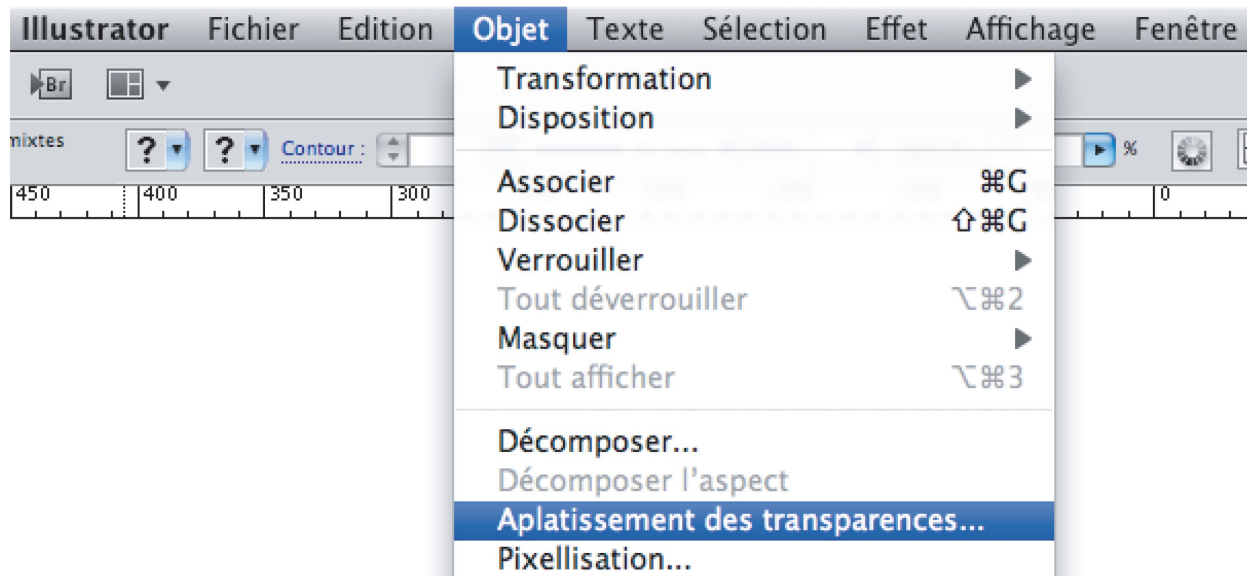 Illustrator Fichier Edition Objet Texte Sélection Effet Affichage Fenêtre
Br
mixtes ? ? Contour : %
450 400 350 300 0
Transformation
Disposition
Associer ⌘G
Dissocier ⇧⌘G
Verrouiller
Tout déverrouiller ⌥⌘2
Masquer
Tout afficher ⌥⌘3
Décomposer...
Décomposer l’aspect
Aplatissement des transparences...
Pixellisation...